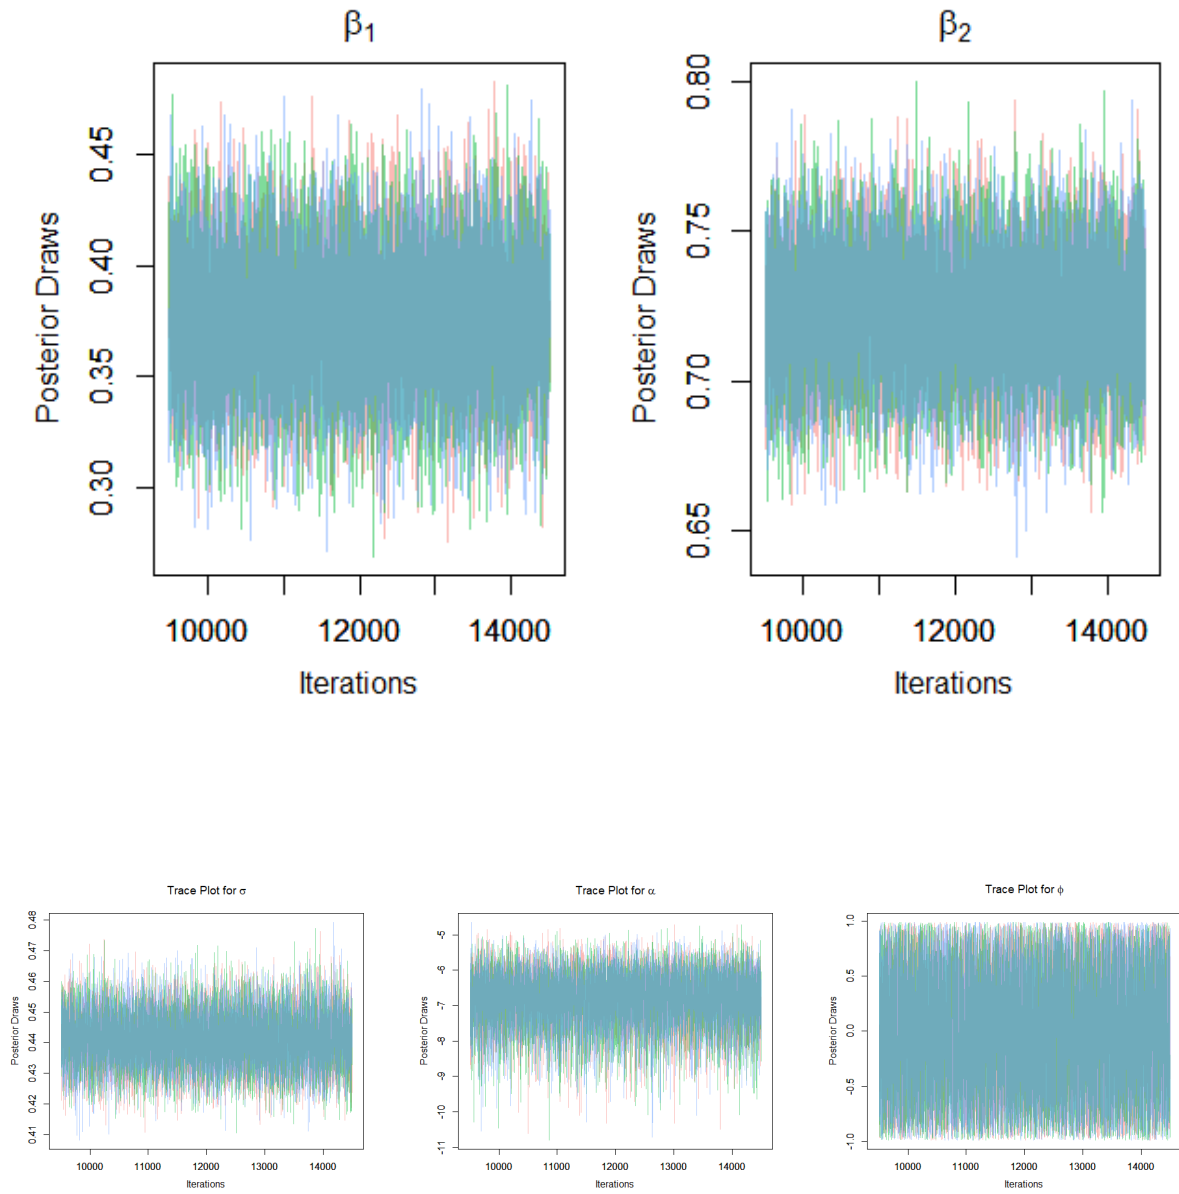 β1 β2
Posterior Draws
0.30 0.35 0.40 0.45
10000 12000 14000
Iterations
Posterior Draws
0.65 0.70 0.75 0.80
10000 12000 14000
Iterations
Trace Plot for σ
Posterior Draws
0.41 0.42 0.43 0.44 0.45 0.46 0.47 0.48
10000 11000 12000 13000 14000
Iterations
Trace Plot for α
Posterior Draws
-11 -10 -9 -8 -7 -6 -5
10000 11000 12000 13000 14000
Iterations
Trace Plot for ϕ
Posterior Draws
-1.0 -0.5 0.0 0.5 1.0
10000 11000 12000 13000 14000
Iterations